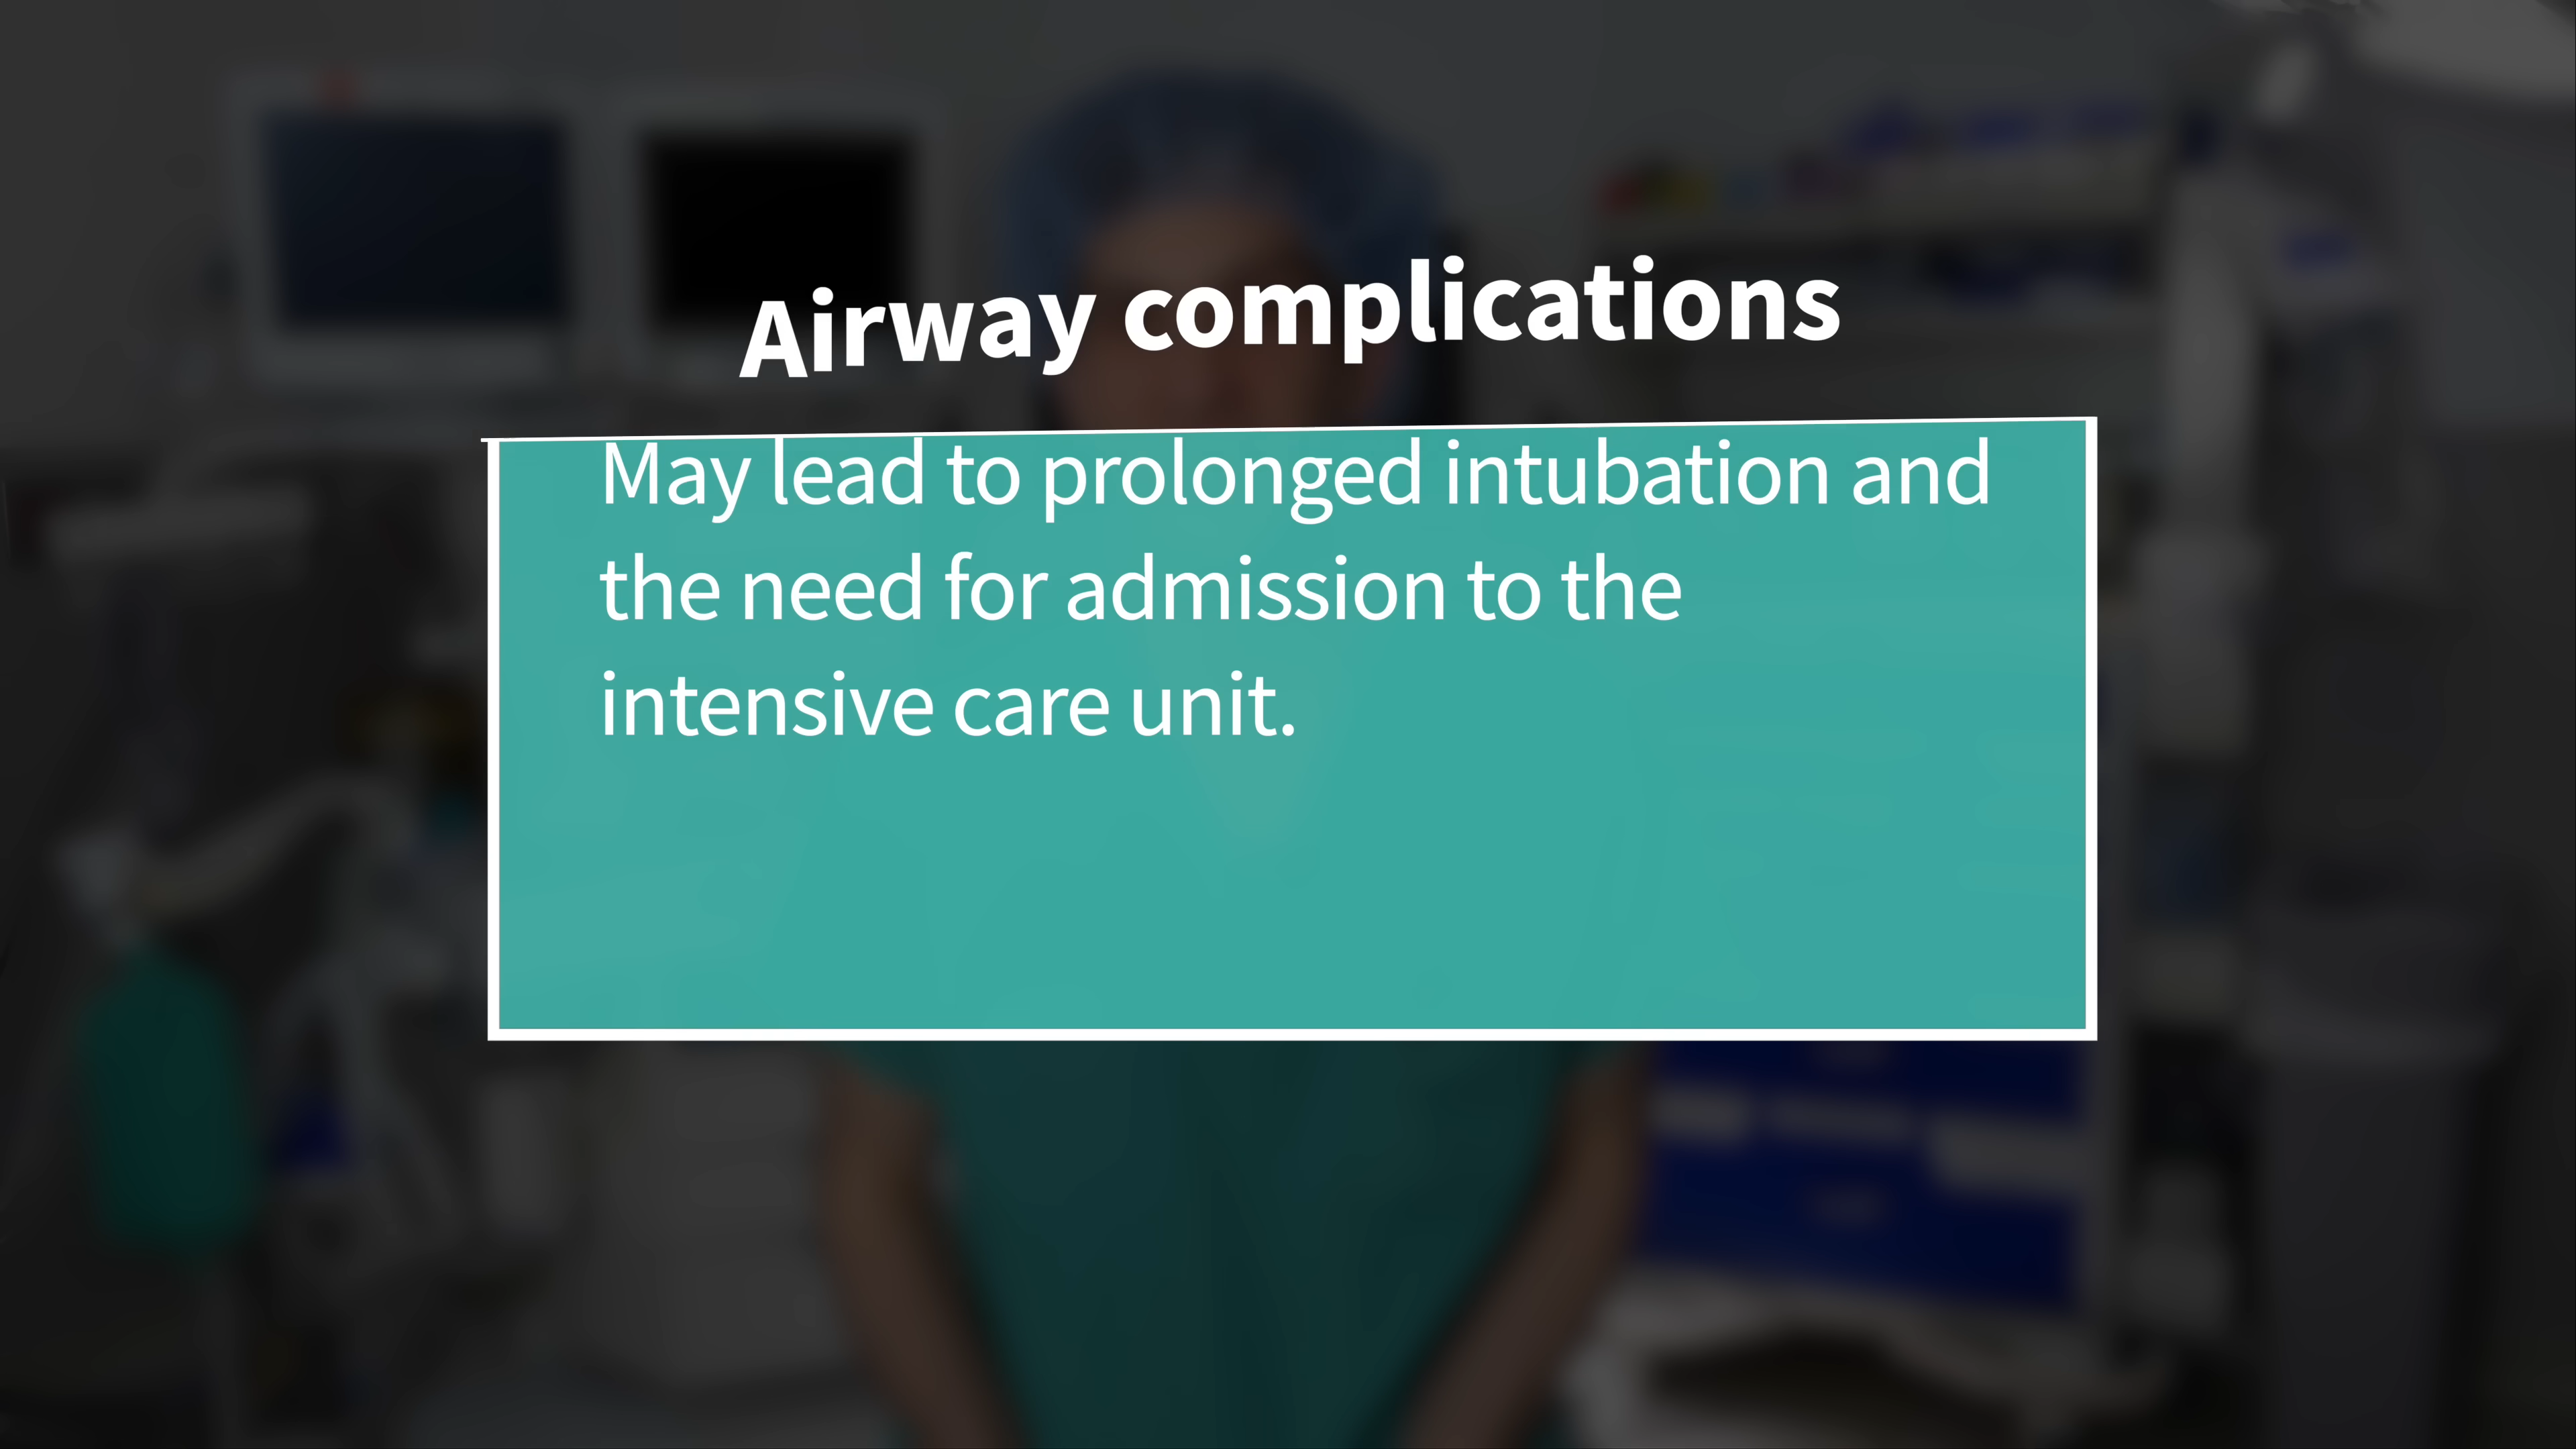 Airway complications
May lead to prolonged intubation and
the need for admission to the
intensive care unit.